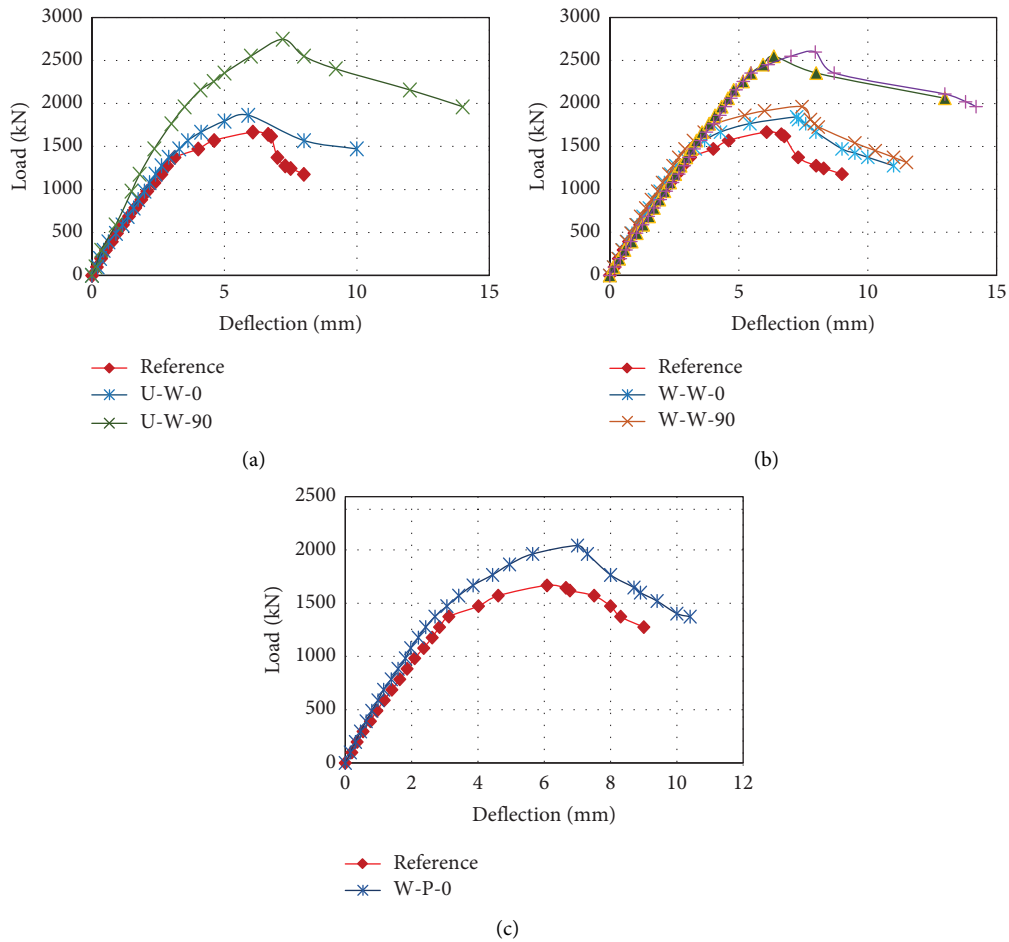 3000
2500
2000
1500
1000
500
0
Load (kN)
0 5 10 15
Deflection (mm)
Reference
U-W-0
U-W-90
(a)
3000
2500
2000
1500
1000
500
0
Load (kN)
0 5 10 15
Deflection (mm)
Reference
W-W-0
W-W-90
(b)
2500
2000
1500
1000
500
0
Load (kN)
0 2 4 6 8 10 12
Deflection (mm)
Reference
W-P-0
(c)